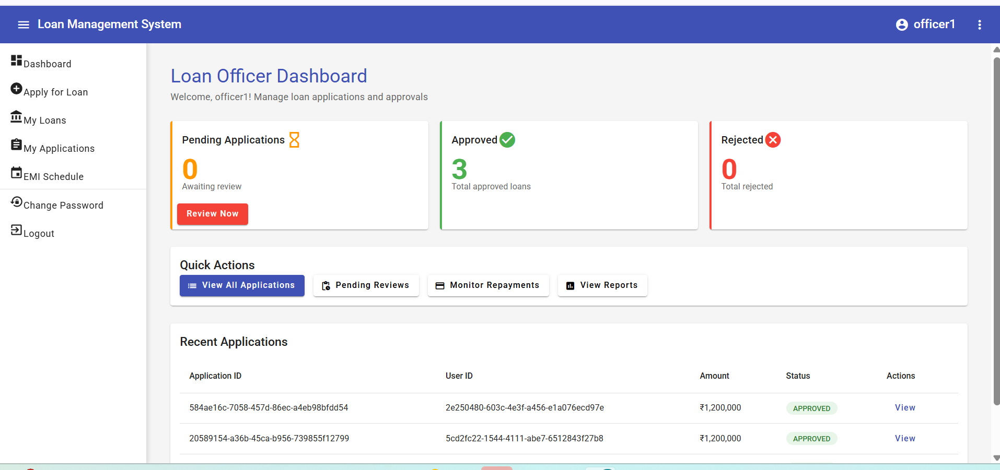 Loan Management System
officer1
Dashboard
Apply for Loan
My Loans
My Applications
EMI Schedule
Change Password
Logout
Loan Officer Dashboard
Welcome, officer1! Manage loan applications and approvals
Pending Applications
0
Awaiting review
Review Now
Approved
3
Total approved loans
Rejected
0
Total rejected
Quick Actions
View All Applications
Pending Reviews
Monitor Repayments
View Reports
Recent Applications
Application ID User ID Amount Status Actions
584ae16c-7058-457d-86ec-a4eb98bfdd54 2e250480-603c-4e3f-a456-e1a076ecd97e ₹1,200,000 APPROVED View
20589154-a36b-45ca-b956-739855f12799 5cd2fc22-1544-4111-abe7-6512843f27b8 ₹1,200,000 APPROVED View